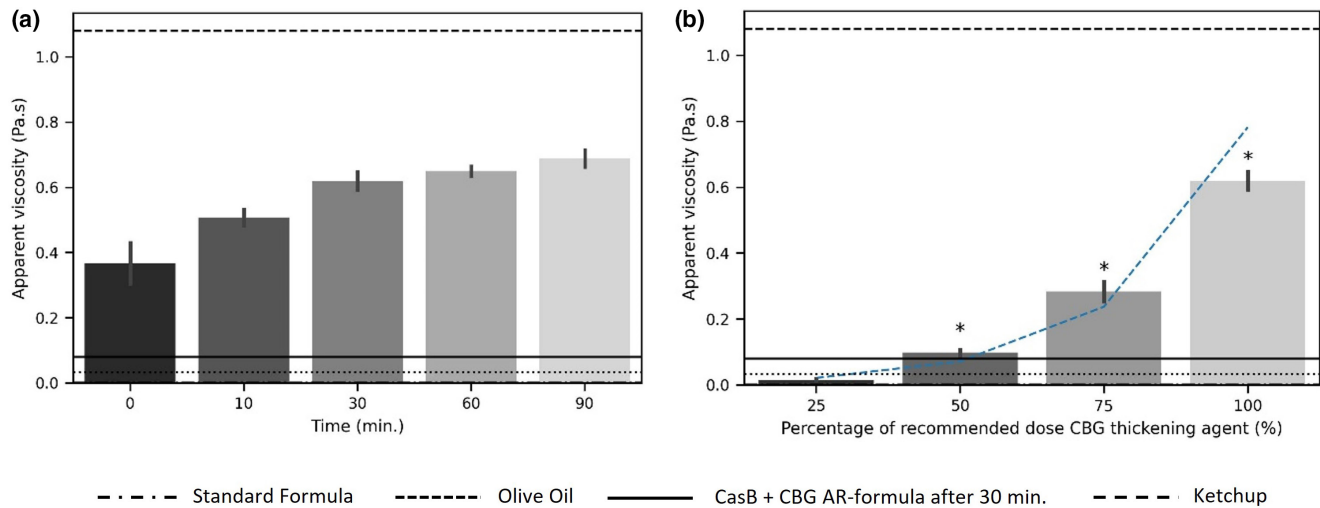 (a)
Apparent viscosity (Pa.s)
1.0
0.8
0.6
0.4
0.2
0.0
0 10 30 60 90
Time (min.)
(b)
Apparent viscosity (Pa.s)
1.0
0.8
0.6
0.4
0.2
0.0
*
*
*
25 50 75 100
Percentage of recommended dose CBG thickening agent (%)
Standard Formula Olive Oil CasB + CBG AR-formula after 30 min. Ketchup